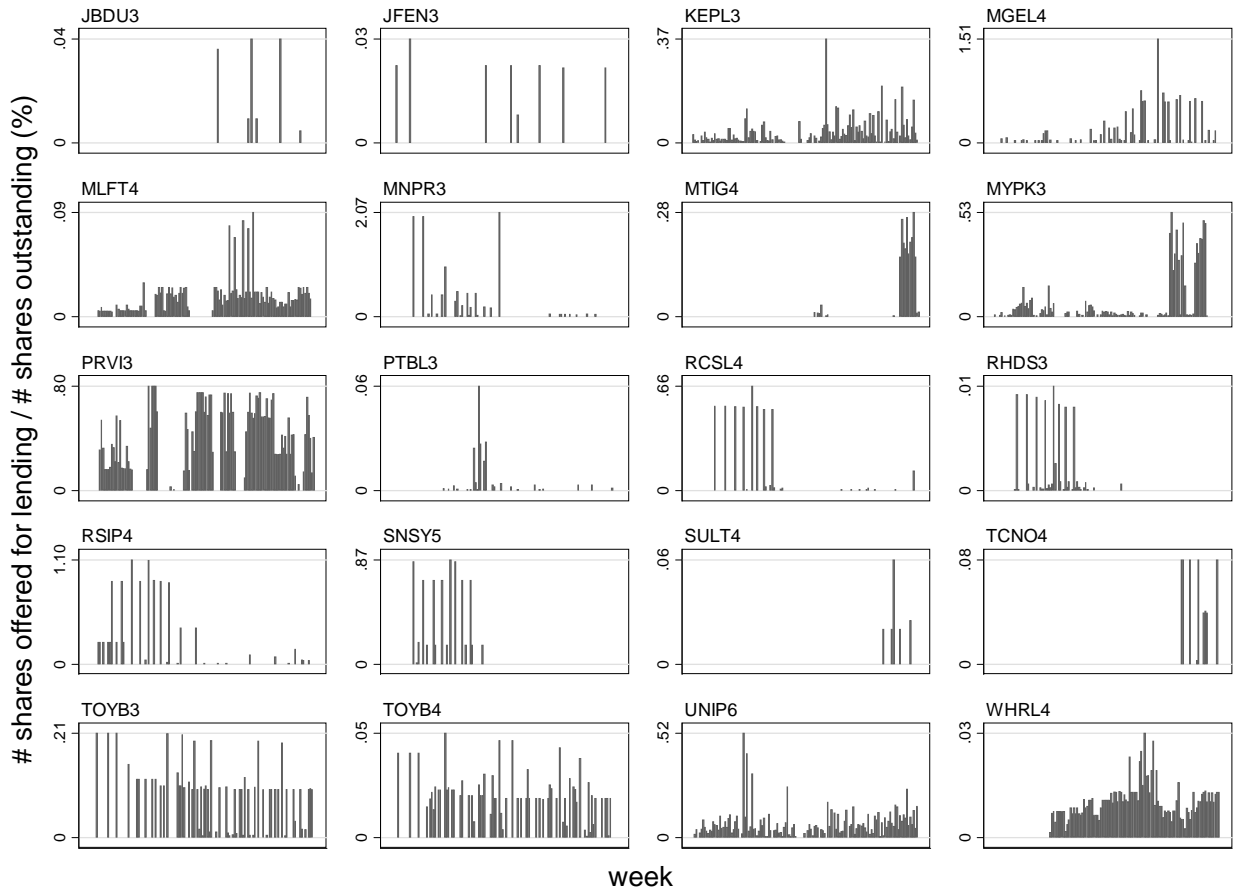 # shares offered for lending / # shares outstanding (%)
JBDU3 JFEN3 KEPL3 MGEL4
.04 .03 .37 1.51
0 0 0 0
MLFT4 MNPR3 MTIG4 MYPK3
.09 2.07 .28 .53
0 0 0 0
PRVI3 PTBL3 RCSL4 RHDS3
.80 .06 .66 .01
0 0 0 0
RSIP4 SNSY5 SULT4 TCNO4
1.10 .87 .06 .08
0 0 0 0
TOYB3 TOYB4 UNIP6 WHRL4
.21 .05 .52 .03
0 0 0 0
week